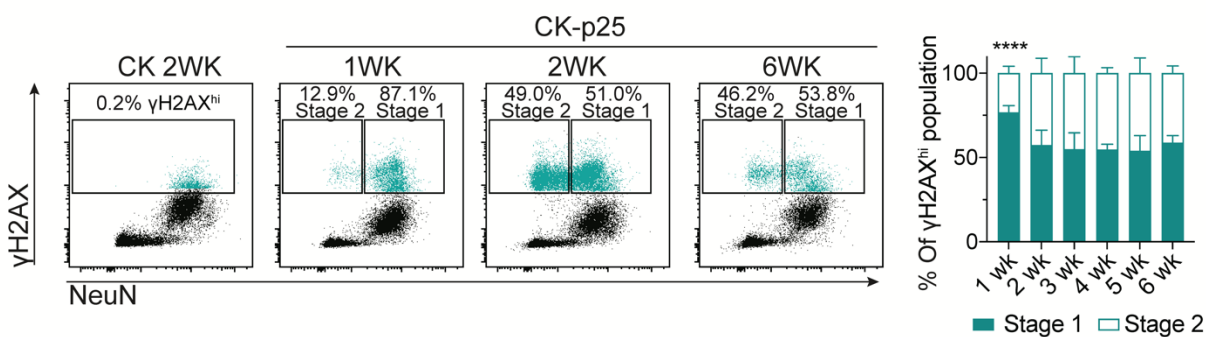 CK-p25
CK 2WK
1WK
2WK
6WK
0.2% γH2AXʰⁱ
12.9% 87.1%
Stage 2 Stage 1
49.0% 51.0%
Stage 2 Stage 1
46.2% 53.8%
Stage 2 Stage 1
γH2AX
NeuN
% Of γH2AXʰⁱ population
****
100
50
0
1 wk
2 wk
3 wk
4 wk
5 wk
6 wk
Stage 1 Stage 2